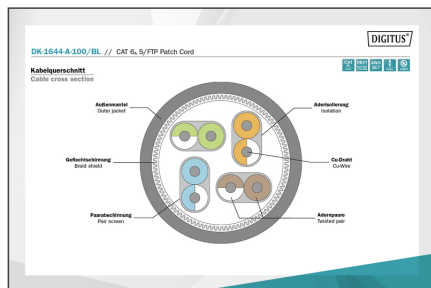 DIGITUS®
DK-1644-A-100/BL // CAT 6A S/FTP Patch Cord
Kabelquerschnitt
Cable cross section
Außenmantel
Outer jacket
Aderisolierung
Isolation
Geflechtschirmung
Braid shield
Cu-Draht
Cu-Wire
Paarabschirmung
Pair screen
Adernpaare
Twisted pair